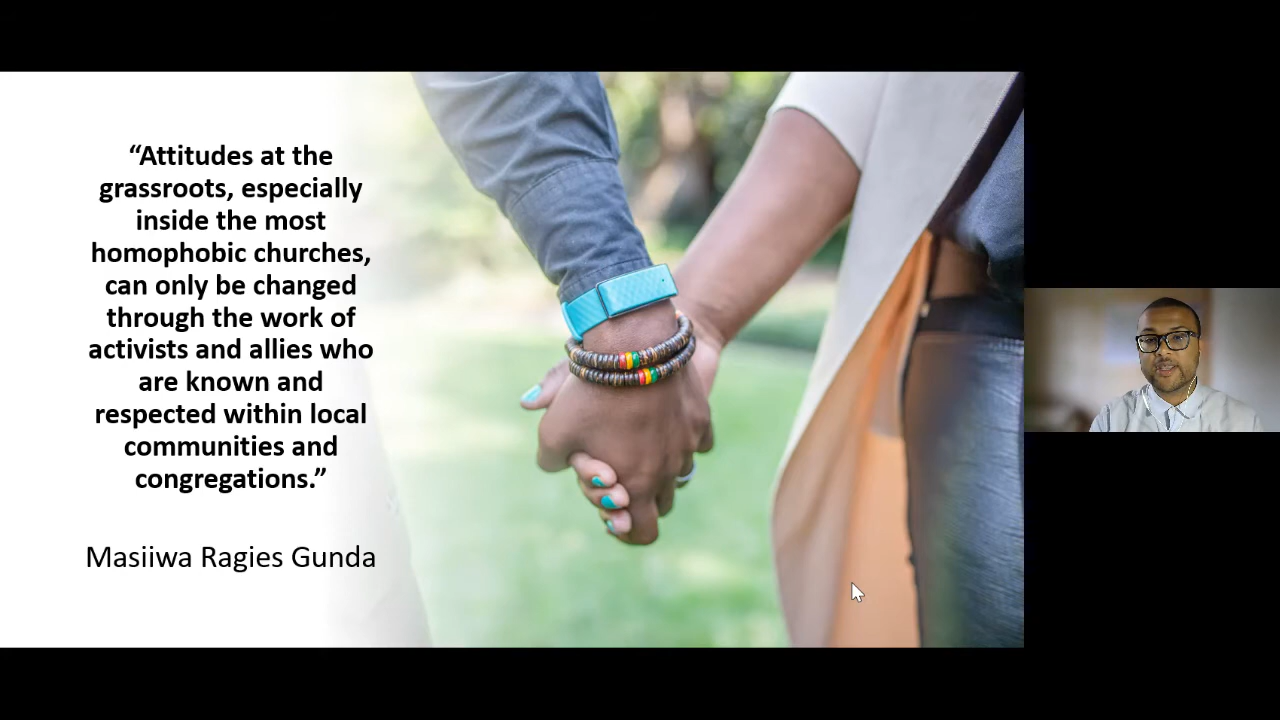 “Attitudes at the
grassroots, especially
inside the most
homophobic churches,
can only be changed
through the work of
activists and allies who
are known and
respected within local
communities and
congregations.”
Masiiwa Ragies Gunda